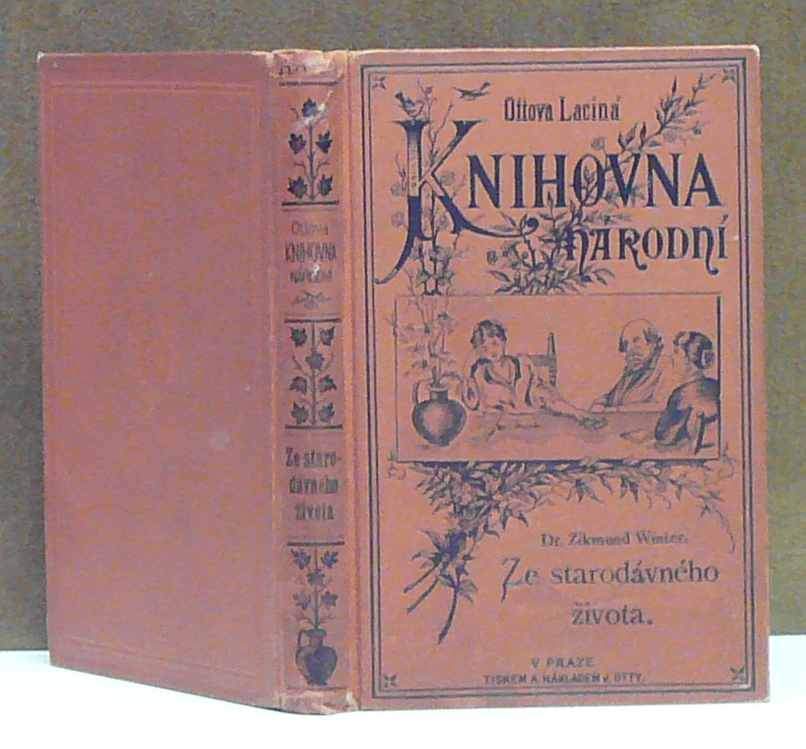 Ottova Laciná
KNIHOVNA
NÁRODNÍ
Dr. Zikmund Winter.
Ze starodávného
života.
V PRAZE
TISKEM A NÁKLADEM J. OTTY.
Ottova
KNIHOVNA
NÁRODNÍ
Ze staro-
dávného
života